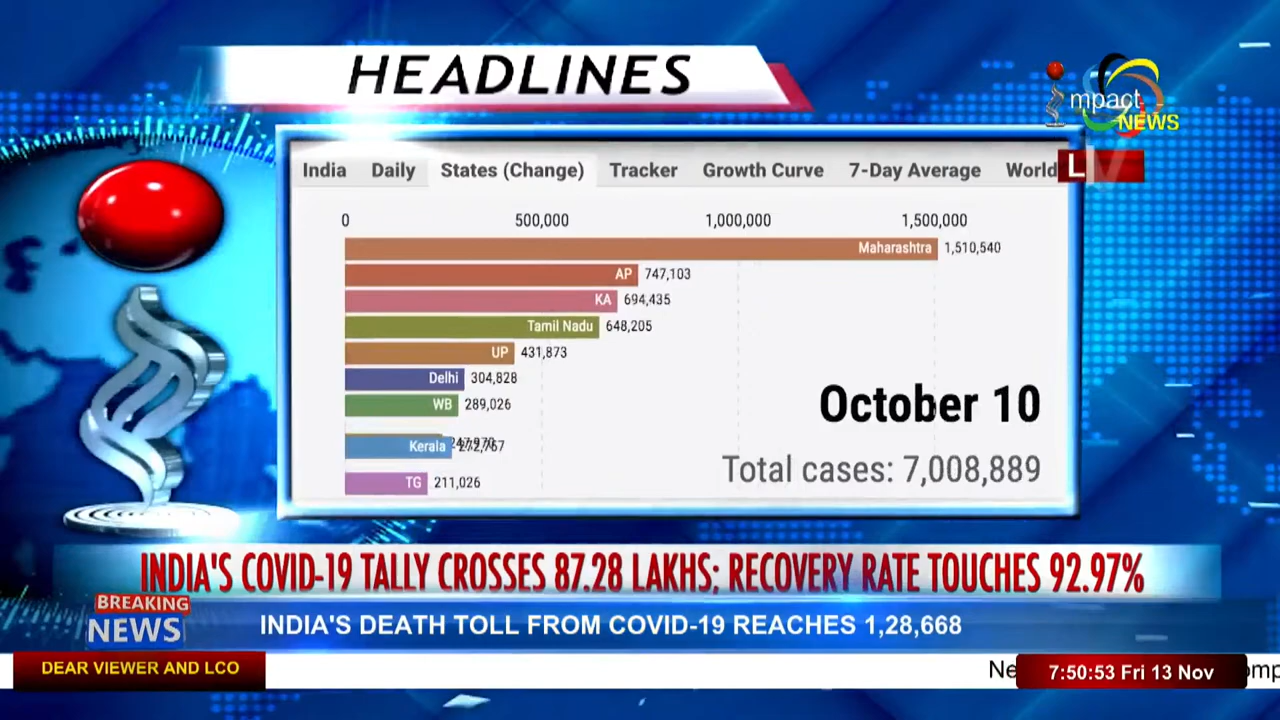 HEADLINES
mpact
NEWS
India Daily States (Change) Tracker Growth Curve 7-Day Average World
L
0 500,000 1,000,000 1,500,000
Maharashtra 1,510,540
AP 747,103
KA 694,435
Tamil Nadu 648,205
UP 431,873
Delhi 304,828
WB 289,026
Kerala
TG 211,026
October 10
Total cases: 7,008,889
INDIA'S COVID-19 TALLY CROSSES 87.28 LAKHS; RECOVERY RATE TOUCHES 92.97%
BREAKING
NEWS
INDIA'S DEATH TOLL FROM COVID-19 REACHES 1,28,668
DEAR VIEWER AND LCO
Ne
7:50:53 Fri 13 Nov
omp